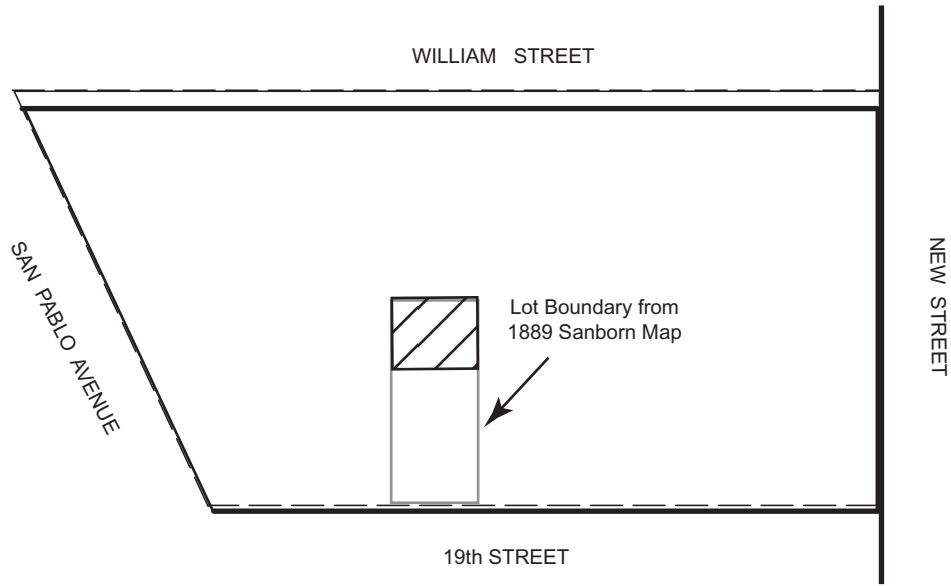 WILLIAM STREET
SAN PABLO AVENUE
NEW STREET
Lot Boundary from
1889 Sanborn Map
19th STREET